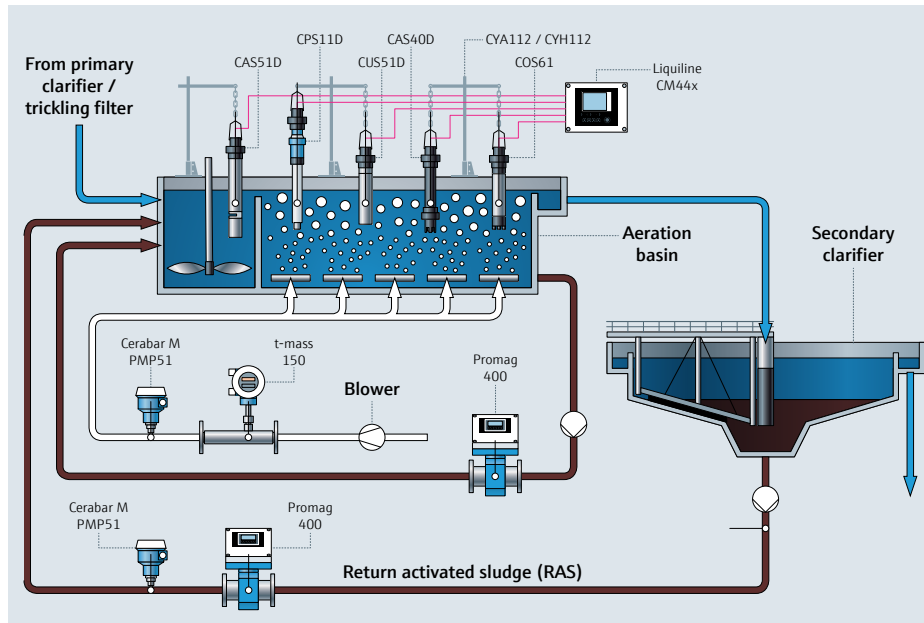 CPS11D
CAS40D
CYA112 / CYH112
CAS51D
CUS51D
COS61
Liquiline
CM44x
From primary
clarifier /
trickling filter
Aeration
basin
Secondary
clarifier
Cerabar M
PMP51
t-mass
150
Blower
Promag
400
Cerabar M
PMP51
Promag
400
Return activated sludge (RAS)